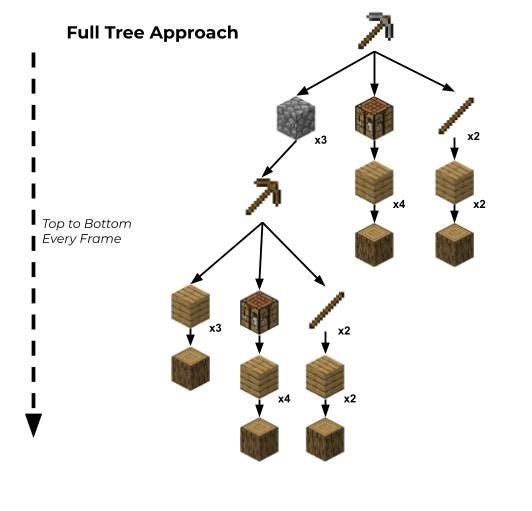 Full Tree Approach
x3
x2
x4
x2
Top to Bottom
Every Frame
x3
x2
x4
x2